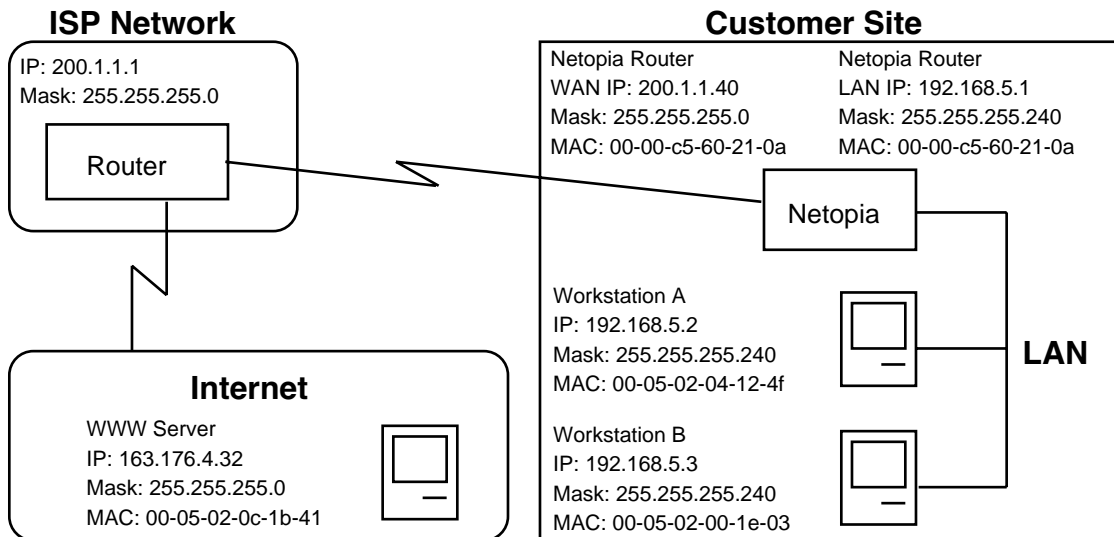 ISP Network
IP: 200.1.1.1
Mask: 255.255.255.0
Router
Customer Site
Netopia Router
WAN IP: 200.1.1.40
Mask: 255.255.255.0
MAC: 00-00-c5-60-21-0a
Netopia Router
LAN IP: 192.168.5.1
Mask: 255.255.255.240
MAC: 00-00-c5-60-21-0a
Netopia
Workstation A
IP: 192.168.5.2
Mask: 255.255.255.240
MAC: 00-05-02-04-12-4f
LAN
Workstation B
IP: 192.168.5.3
Mask: 255.255.255.240
MAC: 00-05-02-00-1e-03
Internet
WWW Server
IP: 163.176.4.32
Mask: 255.255.255.0
MAC: 00-05-02-0c-1b-41